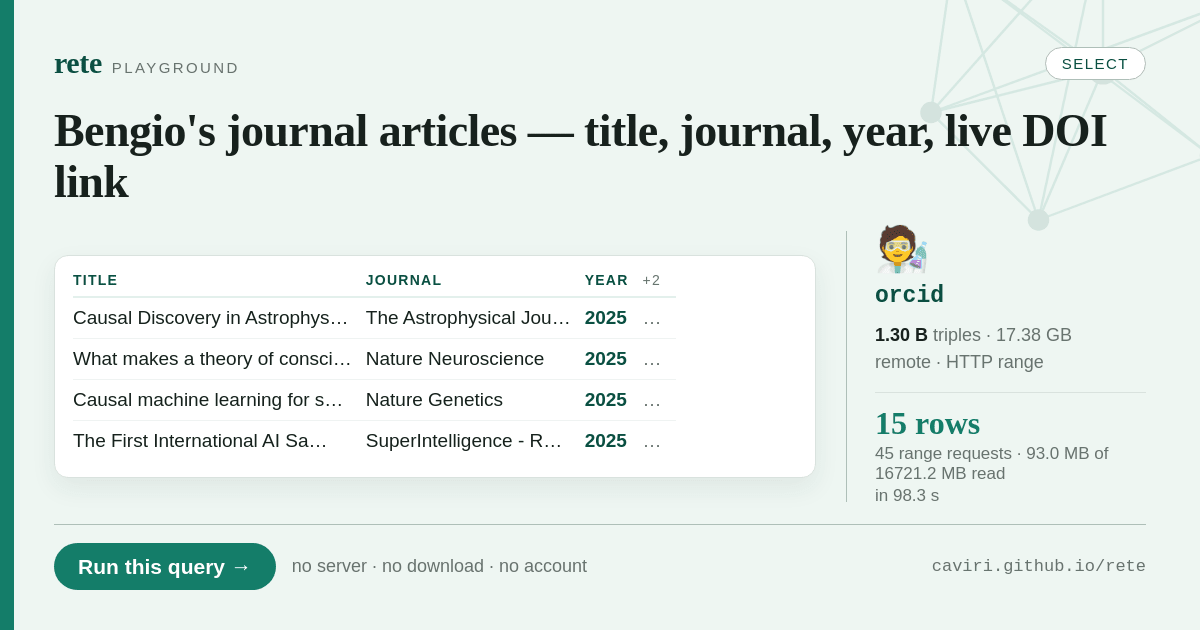 rete PLAYGROUND
SELECT
Bengio's journal articles — title, journal, year, live DOI
link
TITLE JOURNAL YEAR +2
Causal Discovery in Astrophys… The Astrophysical Jou… 2025 …
What makes a theory of consci… Nature Neuroscience 2025 …
Causal machine learning for s… Nature Genetics 2025 …
The First International AI Sa… SuperIntelligence - R… 2025 …
orcid
1.30 B triples · 17.38 GB
remote · HTTP range
15 rows
45 range requests · 93.0 MB of
16721.2 MB read
in 98.3 s
Run this query → no server · no download · no account
caviri.github.io/rete